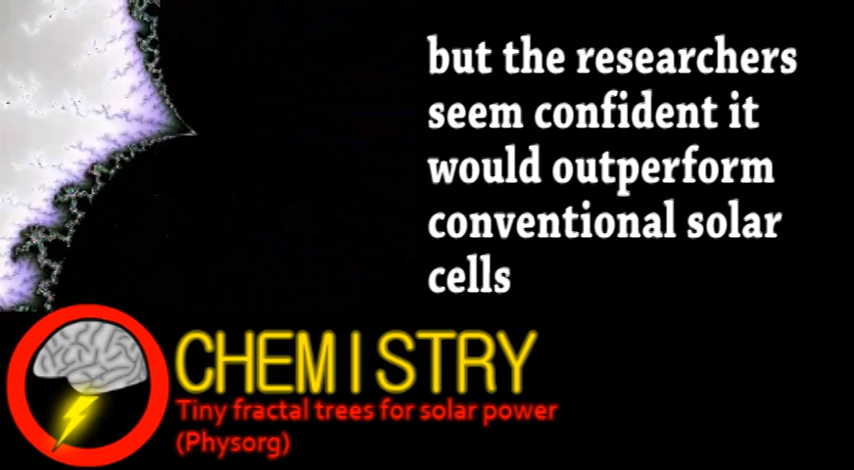 but the researchers
seem confident it
would outperform
conventional solar
cells
CHEMISTRY
Tiny fractal trees for solar power
(Physorg)